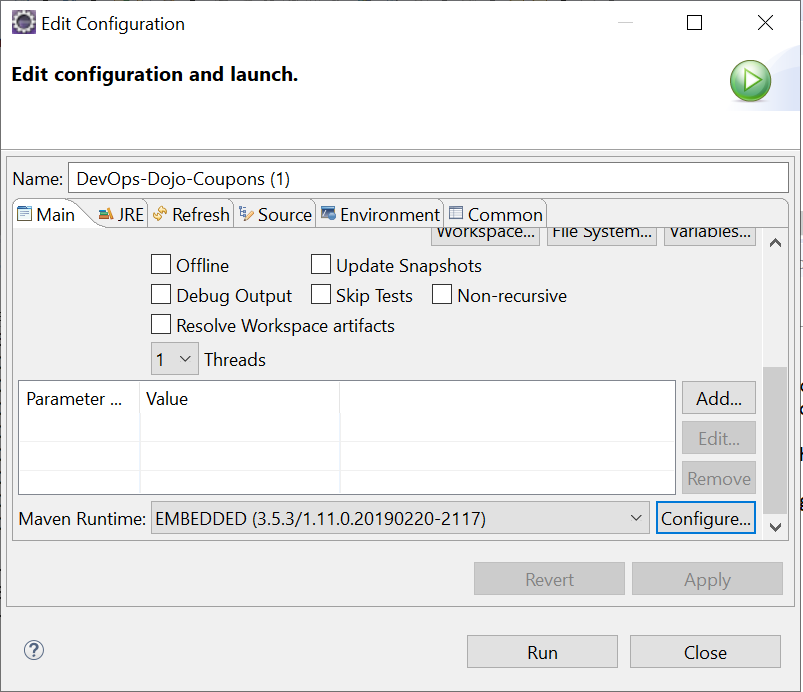 Edit Configuration
Edit configuration and launch.
Name: DevOps-Dojo-Coupons (1)
Main JRE Refresh Source Environment Common
Workspace... File System... Variables...
Offline Update Snapshots
Debug Output Skip Tests Non-recursive
Resolve Workspace artifacts
1 Threads
Parameter ... Value Add...
Edit...
Remove
Maven Runtime: EMBEDDED (3.5.3/1.11.0.20190220-2117) Configure...
Revert Apply
? Run Close